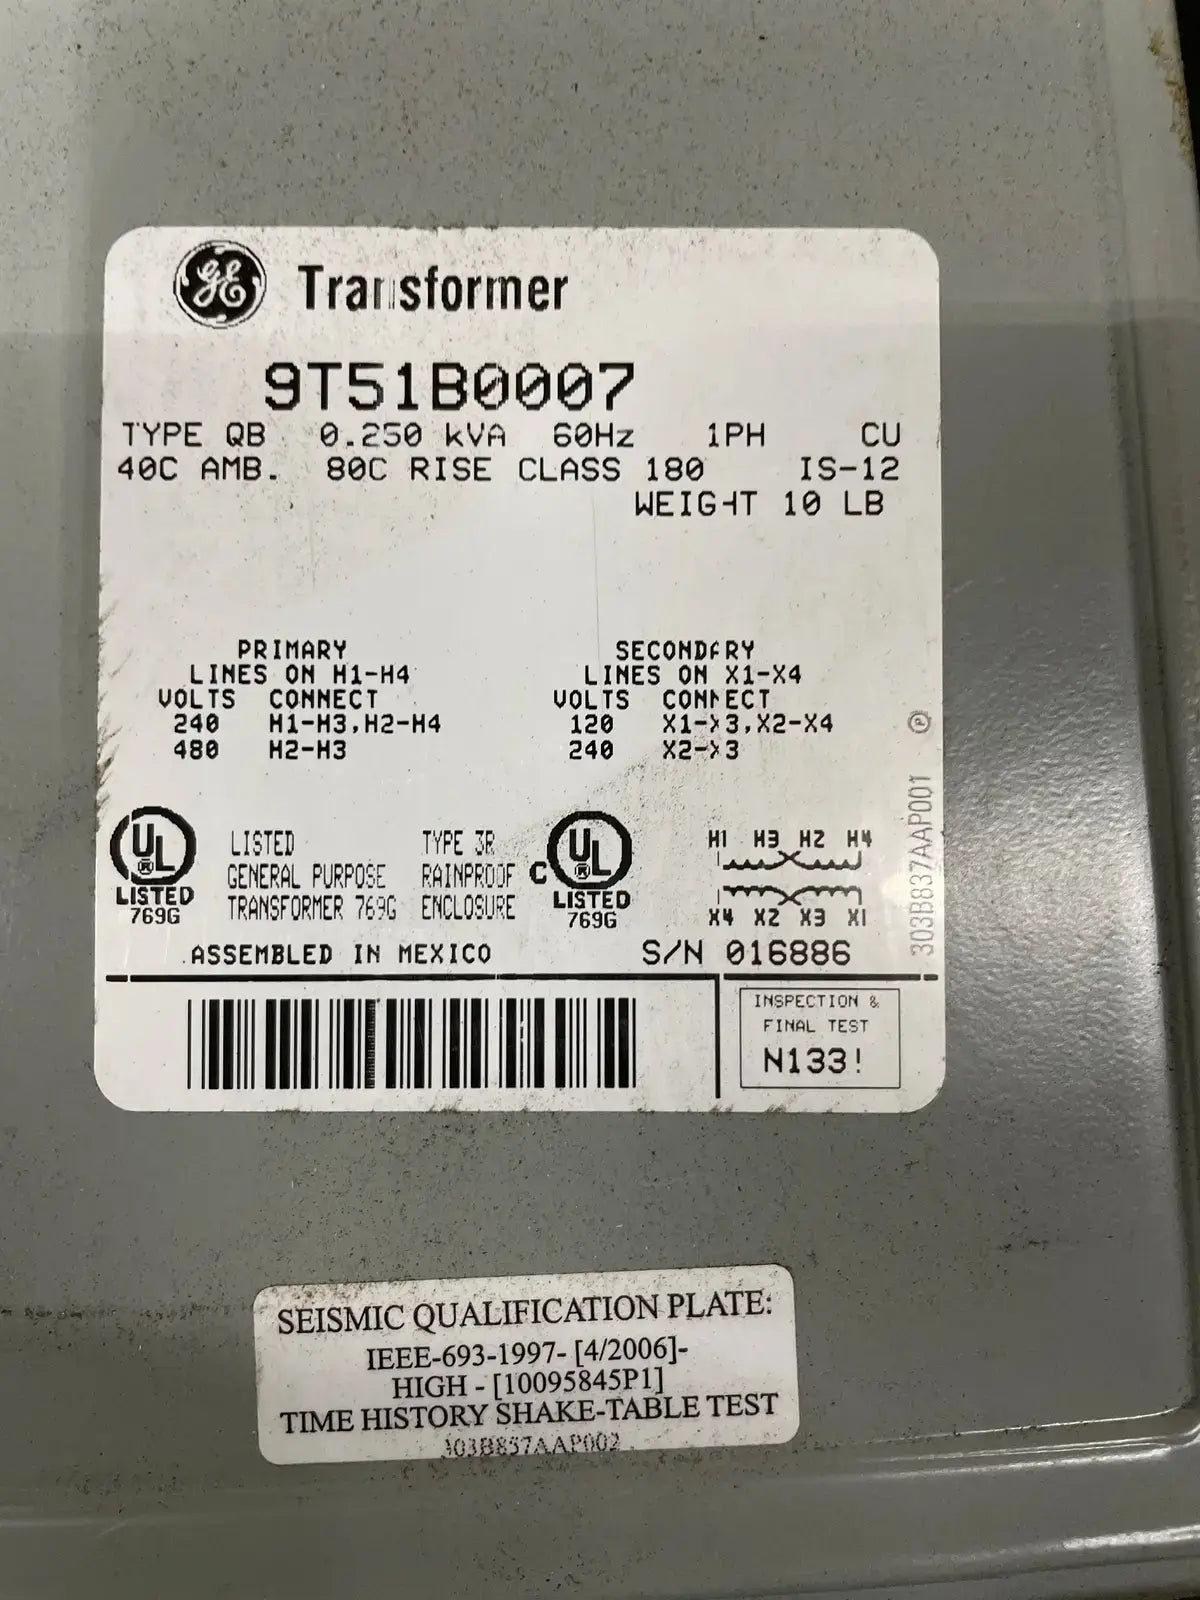 GE Transformer
9T51B0007
TYPE QB 0.250 kVA 60Hz 1PH CU
40C AMB. 80C RISE CLASS 180 IS-12
WEIGHT 10 LB
PRIMARY
LINES ON H1-H4
VOLTS CONNECT
240 H1-H3,H2-H4
480 H2-H3
SECONDARY
LINES ON X1-X4
VOLTS CONNECT
120 X1-X3,X2-X4
240 X2-X3
UL ®
LISTED
769G
LISTED
GENERAL PURPOSE
TRANSFORMER 769G
TYPE 3R
RAINPROOF
ENCLOSURE
C UL ®
LISTED
769G
H1 H3 H2 H4
X4 X2 X3 X1
303B837AAP001 ℗
ASSEMBLED IN MEXICO S/N 016886
INSPECTION &
FINAL TEST
N133!
SEISMIC QUALIFICATION PLATE:
IEEE-693-1997- [4/2006]-
HIGH - [10095845P1]
TIME HISTORY SHAKE-TABLE TEST
303B857AAP002